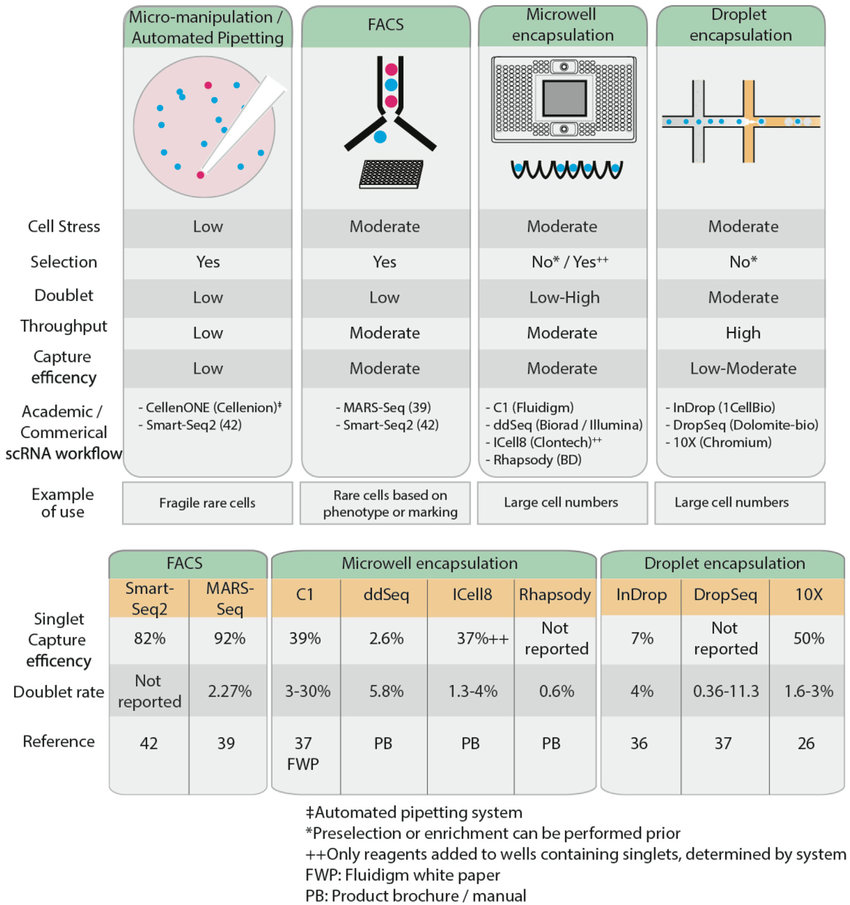 Micro-manipulation /
Automated Pipetting
FACS
Microwell
encapsulation
Droplet
encapsulation
Cell Stress
Low
Moderate
Moderate
Moderate
Selection
Yes
Yes
No* / Yes++
No*
Doublet
Low
Low
Low-High
Moderate
Throughput
Low
Moderate
Moderate
High
Capture
efficency
Low
Moderate
Moderate
Low-Moderate
Academic /
Commerical
scRNA workflow
- CellenONE (Cellenion)‡
- Smart-Seq2 (42)
- MARS-Seq (39)
- Smart-Seq2 (42)
- C1 (Fluidigm)
- ddSeq (Biorad / Illumina)
- ICell8 (Clontech)++
- Rhapsody (BD)
- InDrop (1CellBio)
- DropSeq (Dolomite-bio)
- 10X (Chromium)
Example
of use
Fragile rare cells
Rare cells based on
phenotype or marking
Large cell numbers
Large cell numbers
FACS
Microwell encapsulation
Droplet encapsulation
Smart-
Seq2
MARS-
Seq
C1
ddSeq
ICell8
Rhapsody
InDrop
DropSeq
10X
Singlet
Capture
efficency
82%
92%
39%
2.6%
37%++
Not
reported
7%
Not
reported
50%
Doublet rate
Not
reported
2.27%
3-30%
5.8%
1.3-4%
0.6%
4%
0.36-11.3
1.6-3%
Reference
42
39
37
FWP
PB
PB
PB
36
37
26
‡Automated pipetting system
*Preselection or enrichment can be performed prior
++Only reagents added to wells containing singlets, determined by system
FWP: Fluidigm white paper
PB: Product brochure / manual